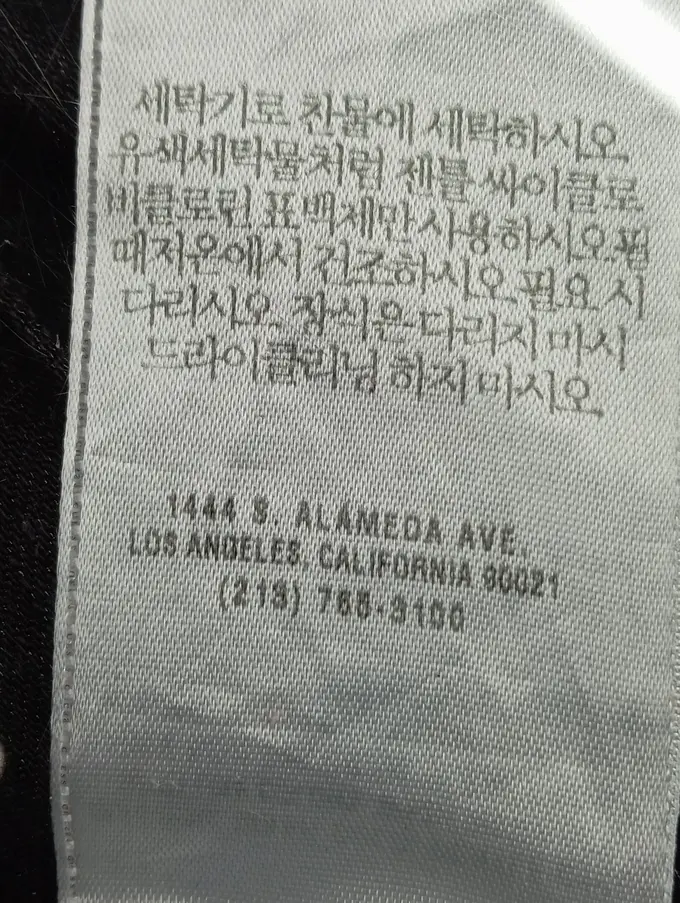 세탁기로 찬물에 세탁하시오.
유색세탁물처럼 젠틀 싸이클로
비클로린 표백제만 사용하시오.필
때저온에서 건조하시오.필요 시
다리시오. 장식은 다리지 마시
드라이클리닝 하지 마시오.
1444 S. ALAMEDA AVE.
LOS ANGELES, CALIFORNIA 90021
(213) 765-3100